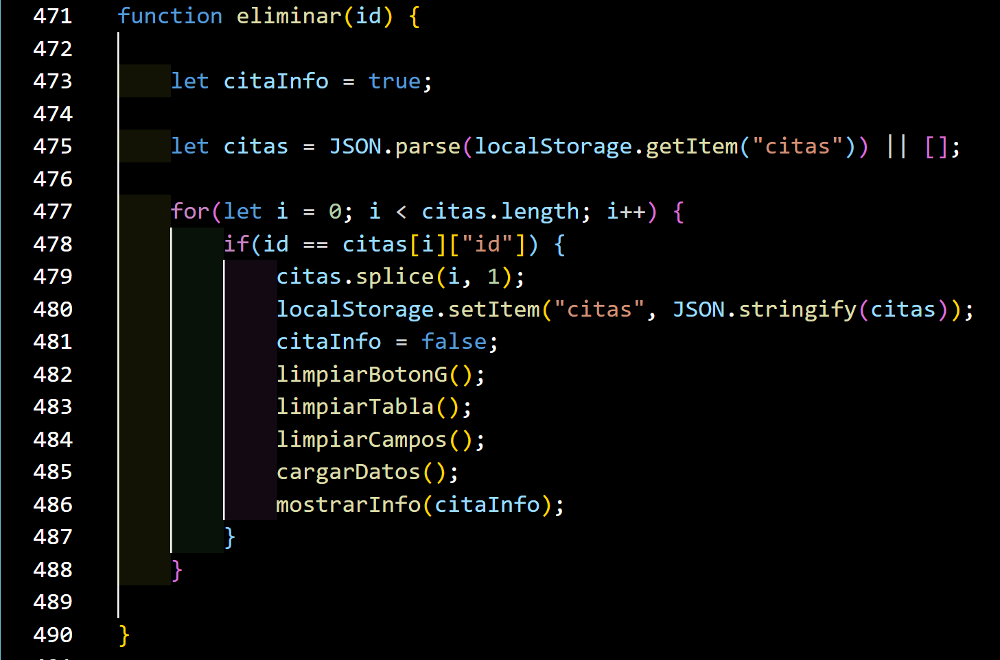 471 function eliminar(id) {
472
473 let citaInfo = true;
474
475 let citas = JSON.parse(localStorage.getItem("citas")) || [];
476
477 for(let i = 0; i < citas.length; i++) {
478 if(id == citas[i]["id"]) {
479 citas.splice(i, 1);
480 localStorage.setItem("citas", JSON.stringify(citas));
481 citaInfo = false;
482 limpiarBotonG();
483 limpiarTabla();
484 limpiarCampos();
485 cargarDatos();
486 mostrarInfo(citaInfo);
487 }
488 }
489
490 }